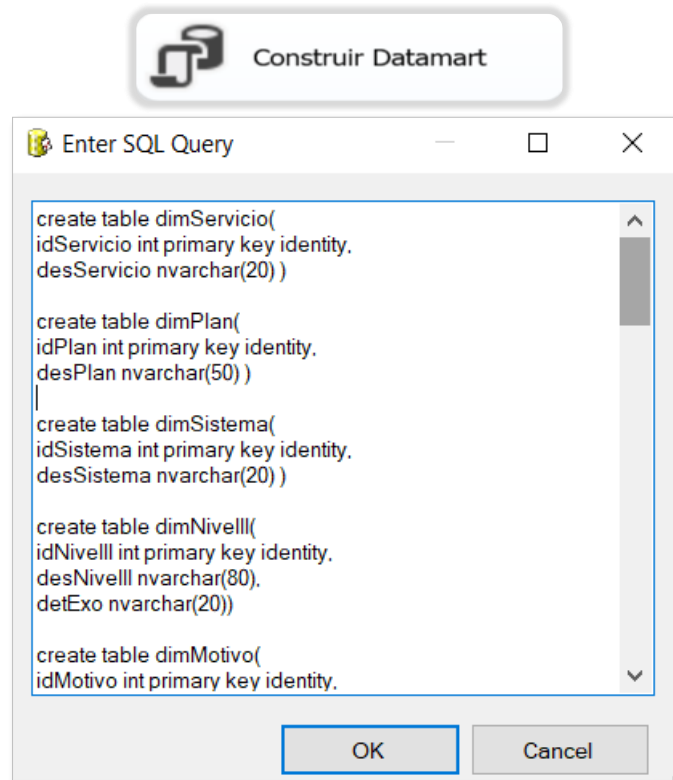 Construir Datamart
Enter SQL Query
create table dimServicio(
idServicio int primary key identity,
desServicio nvarchar(20) )
create table dimPlan(
idPlan int primary key identity,
desPlan nvarchar(50) )
create table dimSistema(
idSistema int primary key identity,
desSistema nvarchar(20) )
create table dimNivelII(
idNivelII int primary key identity,
desNivelII nvarchar(80),
detExo nvarchar(20))
create table dimMotivo(
idMotivo int primary key identity,
OK
Cancel